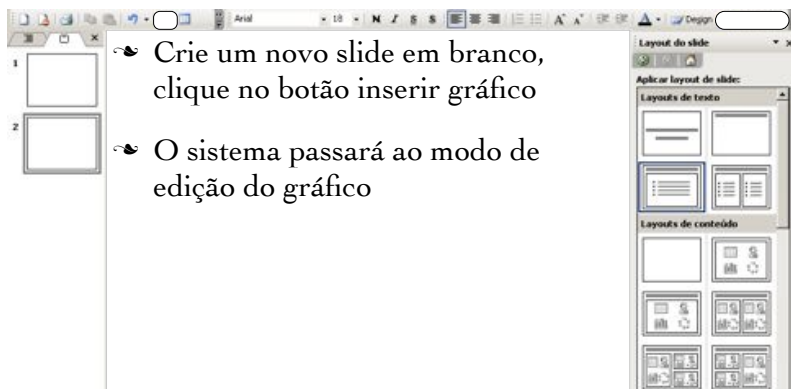 Arial 18 N I S S Design
Layout do slide
Aplicar layout de slide:
Layouts de texto
1
2
❧ Crie um novo slide em branco,
clique no botão inserir gráfico
❧ O sistema passará ao modo de
edição do gráfico
Layouts de conteúdo